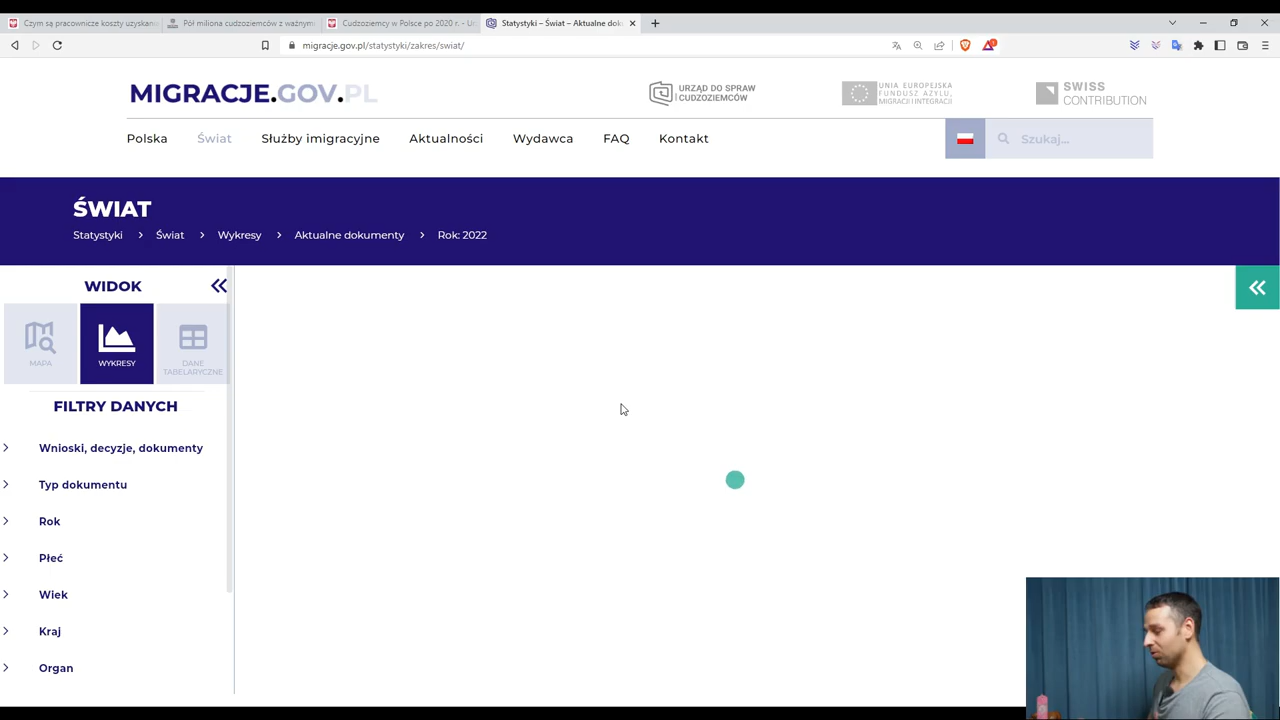 Czym są pracownicze koszty uzyskan
Pół miliona cudzoziemców z ważnym
Cudzoziemcy w Polsce po 2020 r. - Ur
Statystyki – Świat – Aktualne dok
migracje.gov.pl/statystyki/zakres/swiat/
MIGRACJE.GOV.PL
URZĄD DO SPRAW
CUDZOZIEMCÓW
UNIA EUROPEJSKA
FUNDUSZ AZYLU,
MIGRACJI I INTEGRACJI
SWISS
CONTRIBUTION
Polska
Świat
Służby imigracyjne
Aktualności
Wydawca
FAQ
Kontakt
Szukaj...
ŚWIAT
Statystyki > Świat > Wykresy > Aktualne dokumenty > Rok: 2022
WIDOK
MAPA
WYKRESY
DANE
TABELARYCZNE
FILTRY DANYCH
Wnioski, decyzje, dokumenty
Typ dokumentu
Rok
Płeć
Wiek
Kraj
Organ